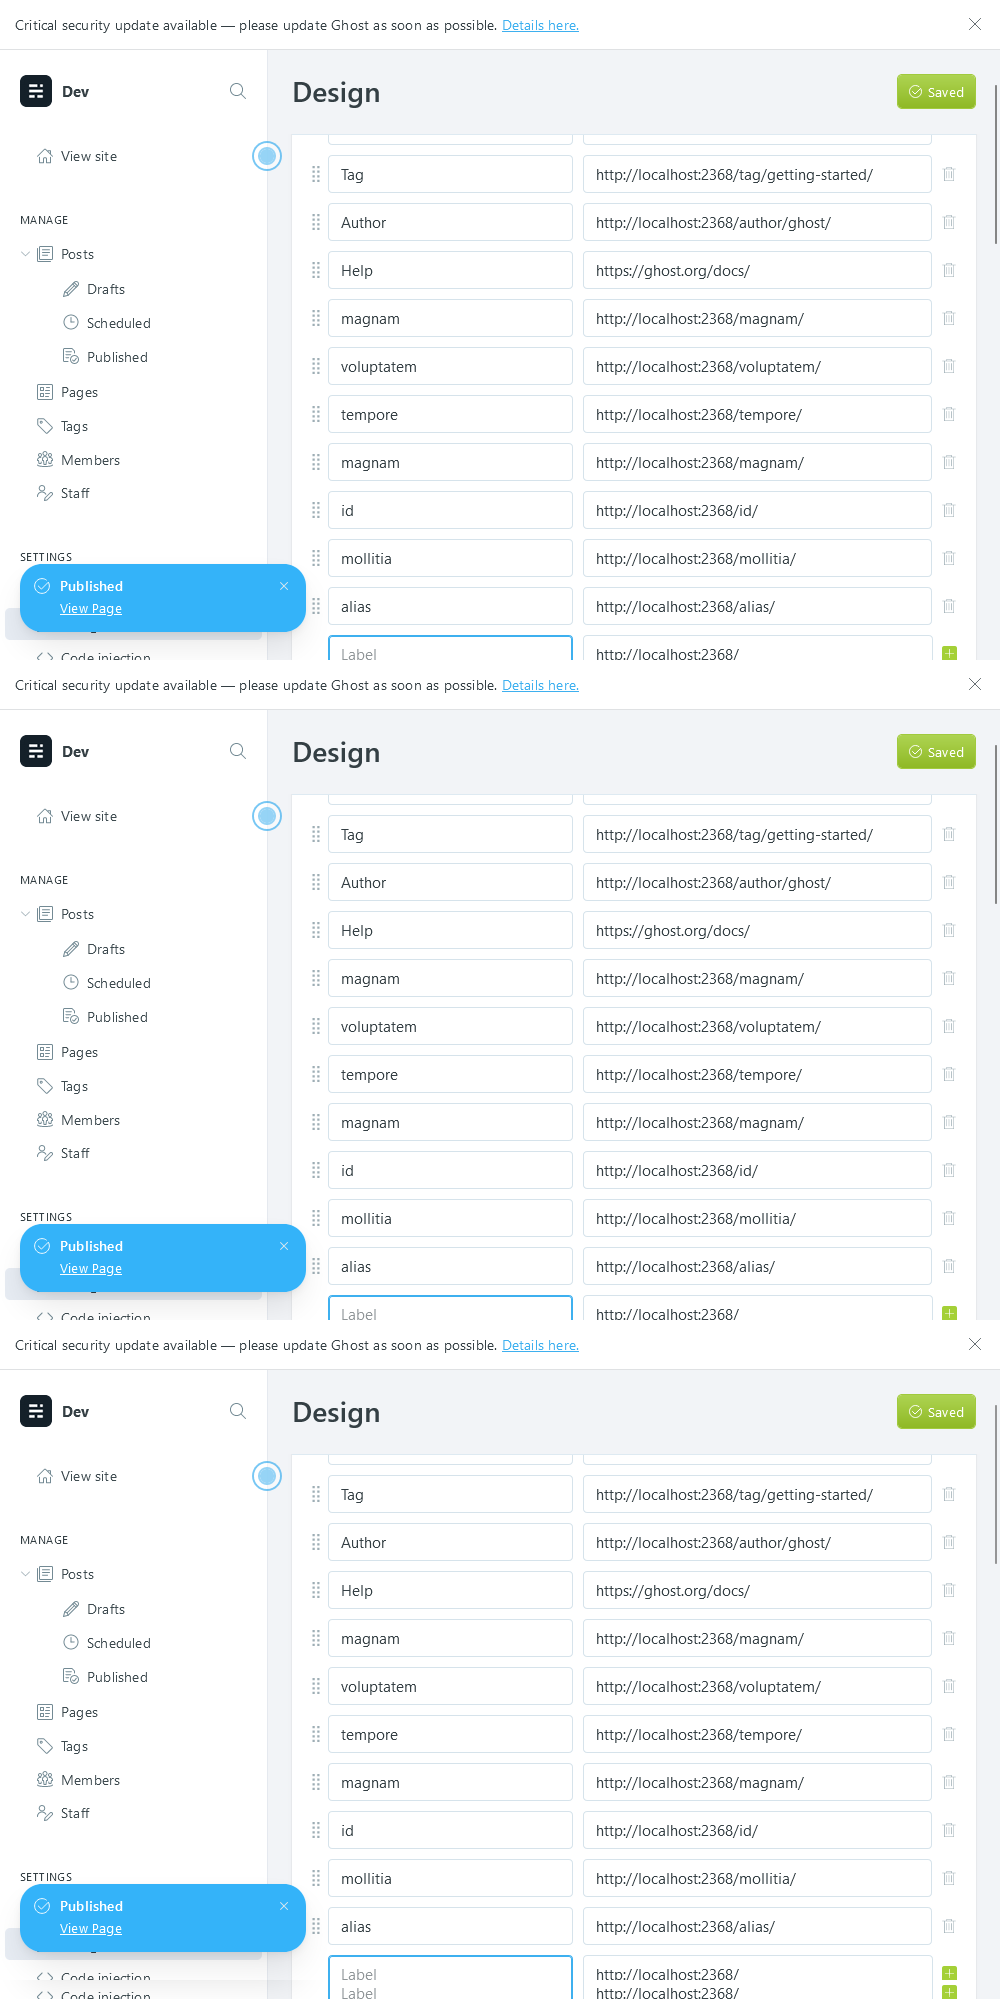 Critical security update available — please update Ghost as soon as possible. Details here.
Dev
Design
Saved
View site
Tag http://localhost:2368/tag/getting-started/
MANAGE
Author http://localhost:2368/author/ghost/
Posts
Help https://ghost.org/docs/
Drafts
magnam http://localhost:2368/magnam/
Scheduled
Published
voluptatem http://localhost:2368/voluptatem/
Pages
tempore http://localhost:2368/tempore/
Tags
Members
magnam http://localhost:2368/magnam/
Staff
id http://localhost:2368/id/
SETTINGS
mollitia http://localhost:2368/mollitia/
Published
View Page
alias http://localhost:2368/alias/
Code injection
Label http://localhost:2368/
Critical security update available — please update Ghost as soon as possible. Details here.
Dev
Design
Saved
View site
Tag http://localhost:2368/tag/getting-started/
MANAGE
Author http://localhost:2368/author/ghost/
Posts
Help https://ghost.org/docs/
Drafts
magnam http://localhost:2368/magnam/
Scheduled
Published
voluptatem http://localhost:2368/voluptatem/
Pages
tempore http://localhost:2368/tempore/
Tags
Members
magnam http://localhost:2368/magnam/
Staff
id http://localhost:2368/id/
SETTINGS
mollitia http://localhost:2368/mollitia/
Published
View Page
alias http://localhost:2368/alias/
Code injection
Label http://localhost:2368/
Critical security update available — please update Ghost as soon as possible. Details here.
Dev
Design
Saved
View site
Tag http://localhost:2368/tag/getting-started/
MANAGE
Author http://localhost:2368/author/ghost/
Posts
Help https://ghost.org/docs/
Drafts
magnam http://localhost:2368/magnam/
Scheduled
Published
voluptatem http://localhost:2368/voluptatem/
Pages
tempore http://localhost:2368/tempore/
Tags
Members
magnam http://localhost:2368/magnam/
Staff
id http://localhost:2368/id/
SETTINGS
mollitia http://localhost:2368/mollitia/
Published
View Page
alias http://localhost:2368/alias/
Code injection
Label http://localhost:2368/
Code injection
Label http://localhost:2368/